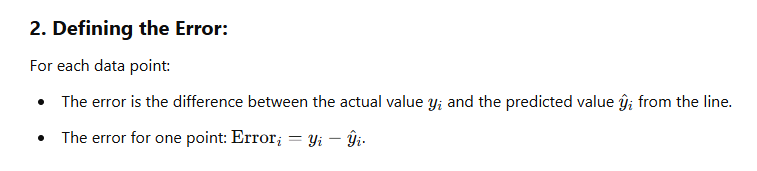 2. Defining the Error:
For each data point:
• The error is the difference between the actual value yᵢ and the predicted value ŷᵢ from the line.
• The error for one point: Errorᵢ = yᵢ − ŷᵢ.